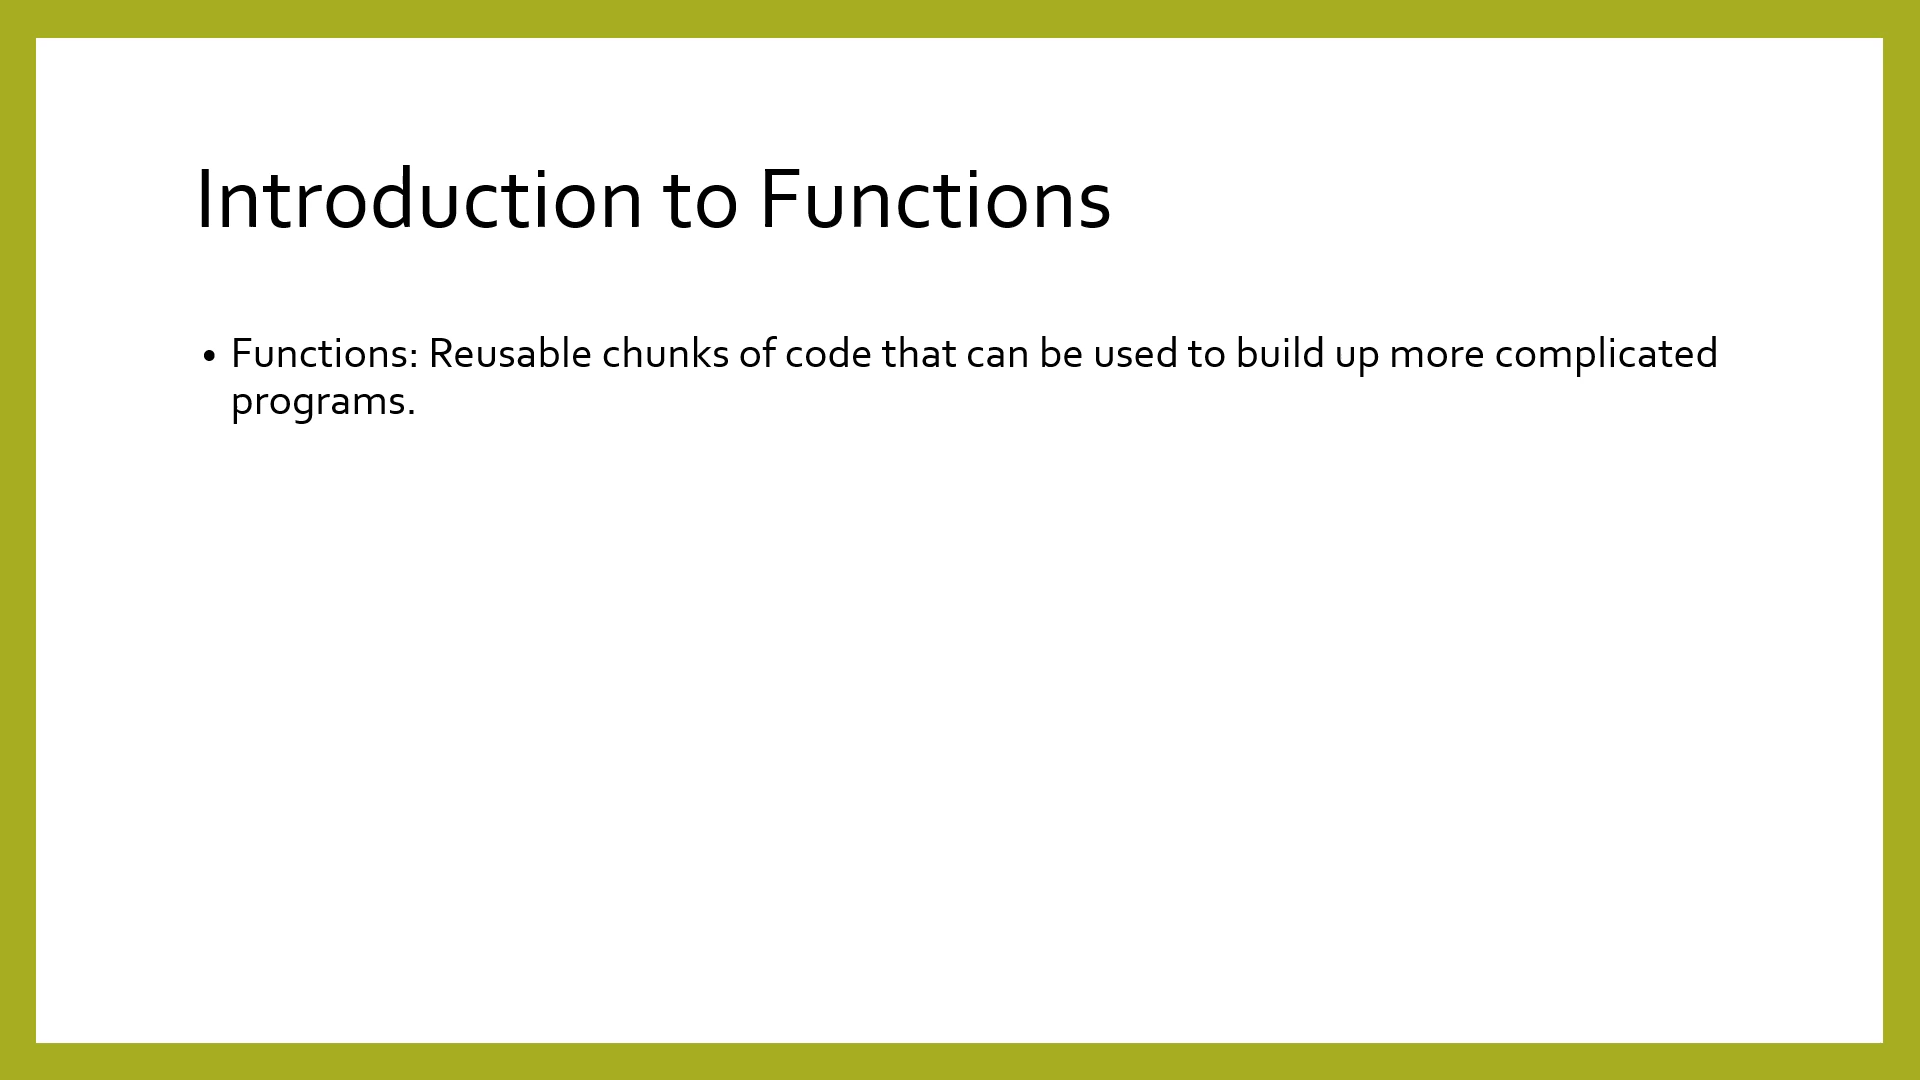 Introduction to Functions
• Functions: Reusable chunks of code that can be used to build up more complicated
programs.